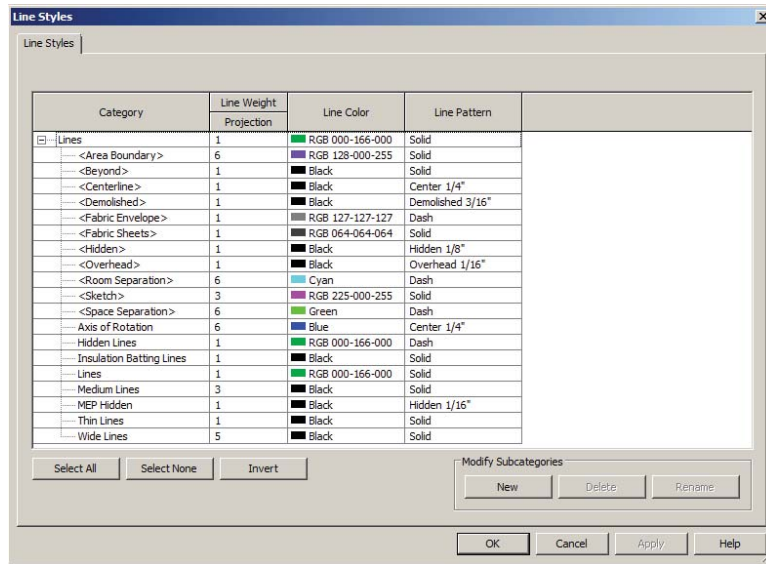 Line Styles
Line Styles
Category Line Weight Line Color Line Pattern
Projection
Lines 1 RGB 000-166-000 Solid
<Area Boundary> 6 RGB 128-000-255 Solid
<Beyond> 1 Black Solid
<Centerline> 1 Black Center 1/4"
<Demolished> 1 Black Demolished 3/16"
<Fabric Envelope> 1 RGB 127-127-127 Dash
<Fabric Sheets> 1 RGB 064-064-064 Solid
<Hidden> 1 Black Hidden 1/8"
<Overhead> 1 Black Overhead 1/16"
<Room Separation> 6 Cyan Dash
<Sketch> 3 RGB 225-000-255 Solid
<Space Separation> 6 Green Dash
Axis of Rotation 6 Blue Center 1/4"
Hidden Lines 1 RGB 000-166-000 Dash
Insulation Batting Lines 1 Black Solid
Lines 1 RGB 000-166-000 Solid
Medium Lines 3 Black Solid
MEP Hidden 1 Black Hidden 1/16"
Thin Lines 1 Black Solid
Wide Lines 5 Black Solid
Select All Select None Invert
Modify Subcategories
New Delete Rename
OK Cancel Apply Help